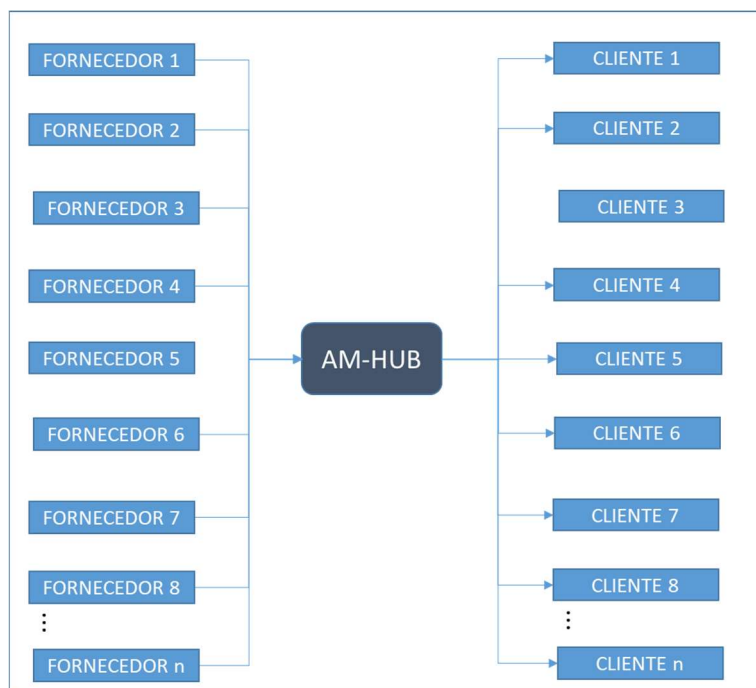 FORNECEDOR 1
FORNECEDOR 2
FORNECEDOR 3
FORNECEDOR 4
FORNECEDOR 5
FORNECEDOR 6
FORNECEDOR 7
FORNECEDOR 8
⋮
FORNECEDOR n
AM-HUB
CLIENTE 1
CLIENTE 2
CLIENTE 3
CLIENTE 4
CLIENTE 5
CLIENTE 6
CLIENTE 7
CLIENTE 8
⋮
CLIENTE n